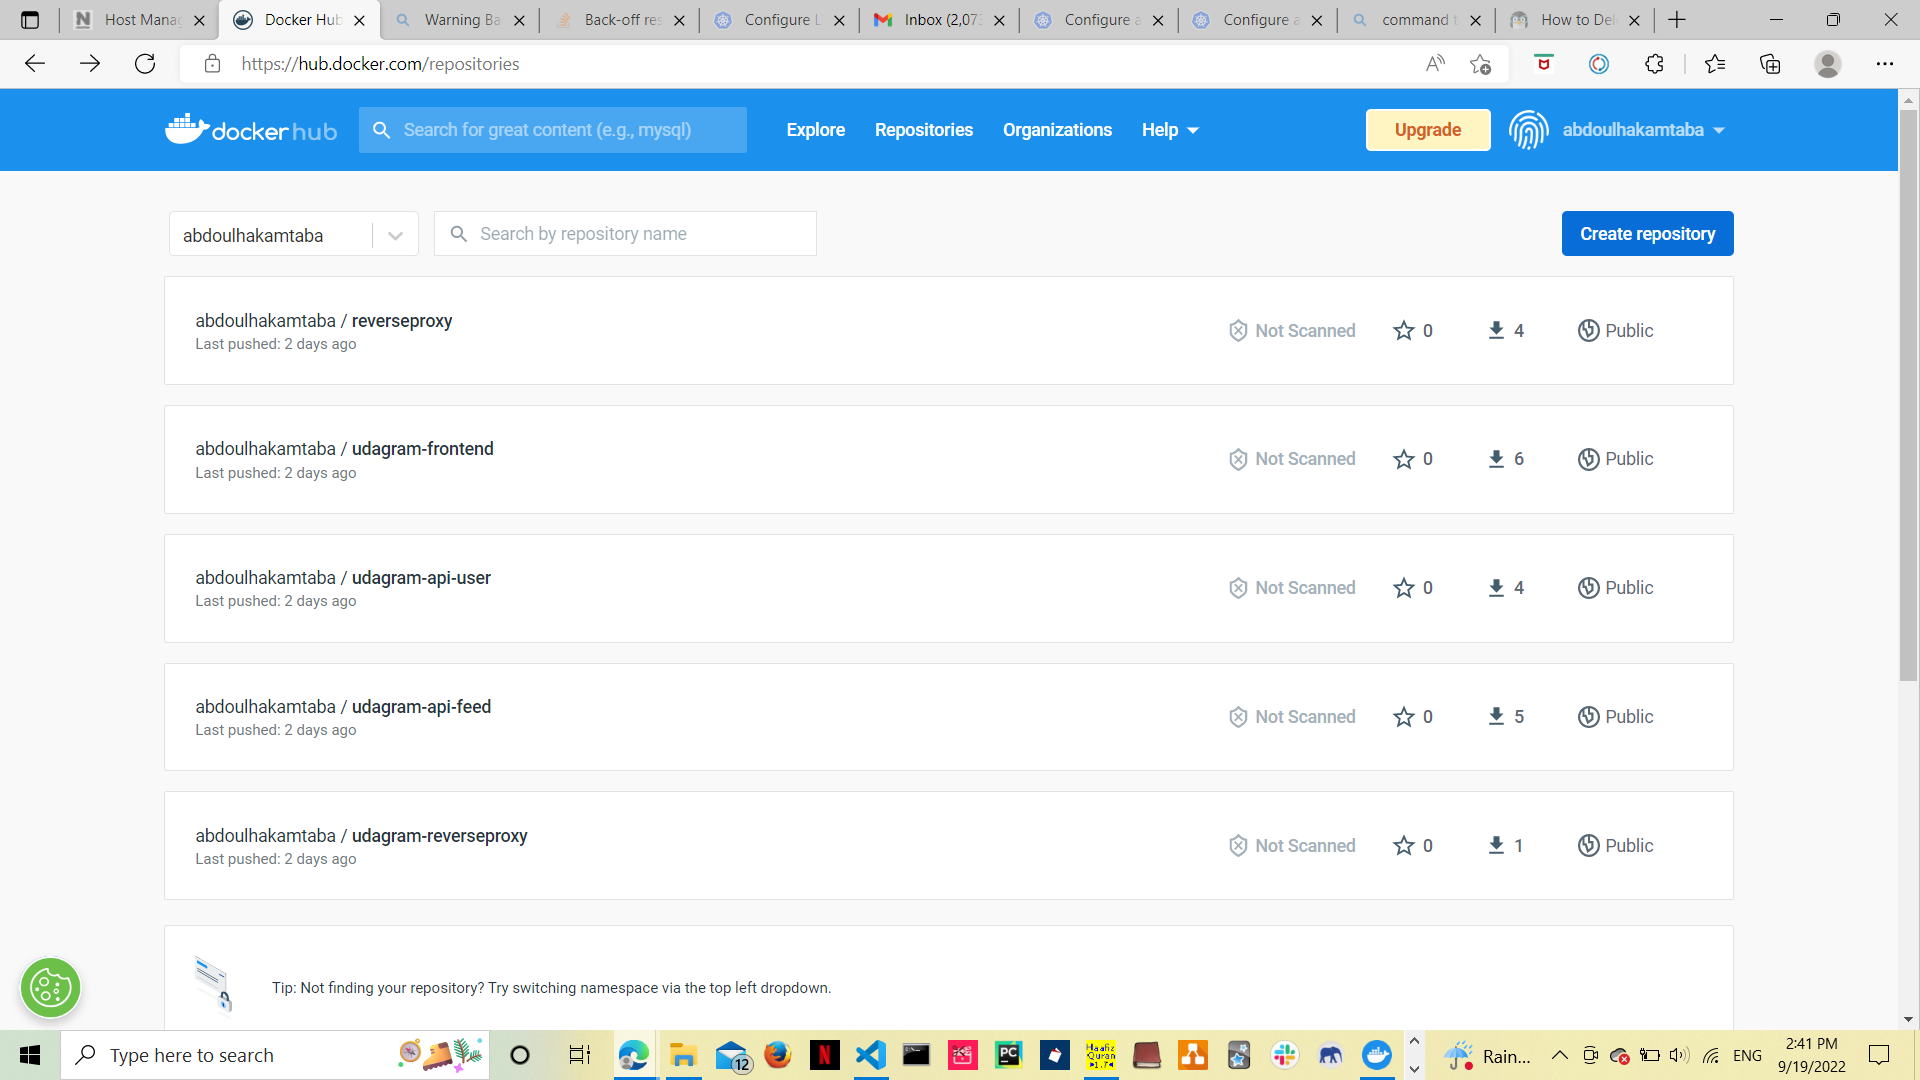 Host Manag
Docker Hub
Warning Ba
Back-off res
Configure L
Inbox (2,073
Configure a
Configure a
command t
How to Del
https://hub.docker.com/repositories
docker hub
Search for great content (e.g., mysql)
Explore
Repositories
Organizations
Help
Upgrade
abdoulhakamtaba
abdoulhakamtaba
Search by repository name
Create repository
abdoulhakamtaba / reverseproxy
Last pushed: 2 days ago
Not Scanned
0
4
Public
abdoulhakamtaba / udagram-frontend
Last pushed: 2 days ago
Not Scanned
0
6
Public
abdoulhakamtaba / udagram-api-user
Last pushed: 2 days ago
Not Scanned
0
4
Public
abdoulhakamtaba / udagram-api-feed
Last pushed: 2 days ago
Not Scanned
0
5
Public
abdoulhakamtaba / udagram-reverseproxy
Last pushed: 2 days ago
Not Scanned
0
1
Public
Tip: Not finding your repository? Try switching namespace via the top left dropdown.
Type here to search
12
N
PC
Haafiz
Quran
1.7
Rain...
ENG
2:41 PM
9/19/2022